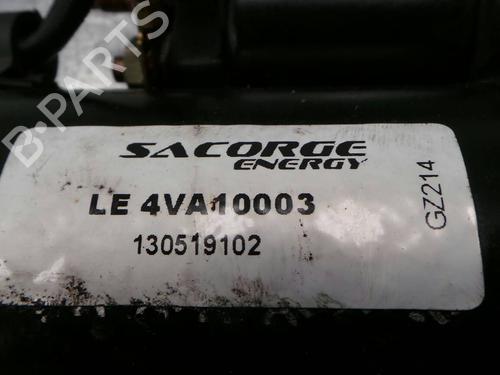 SACORGE
ENERGY
LE 4VA10003
130519102
GZ214
B-PARTS